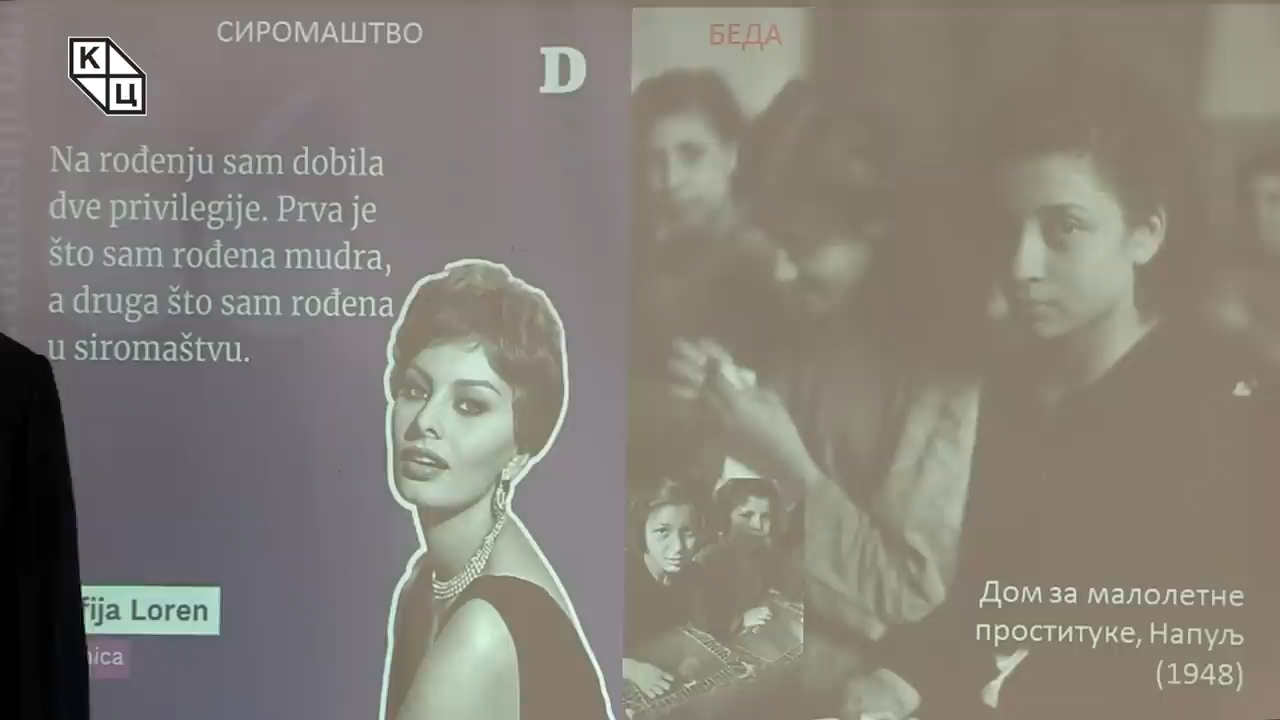 СИРОМАШТВО
БЕДА
К
Ц
D
Na rođenju sam dobila
dve privilegije. Prva je
što sam rođena mudra,
a druga što sam rođena
u siromaštvu.
fija Loren
nica
Дом за малолетне
проституке, Напуљ
(1948)